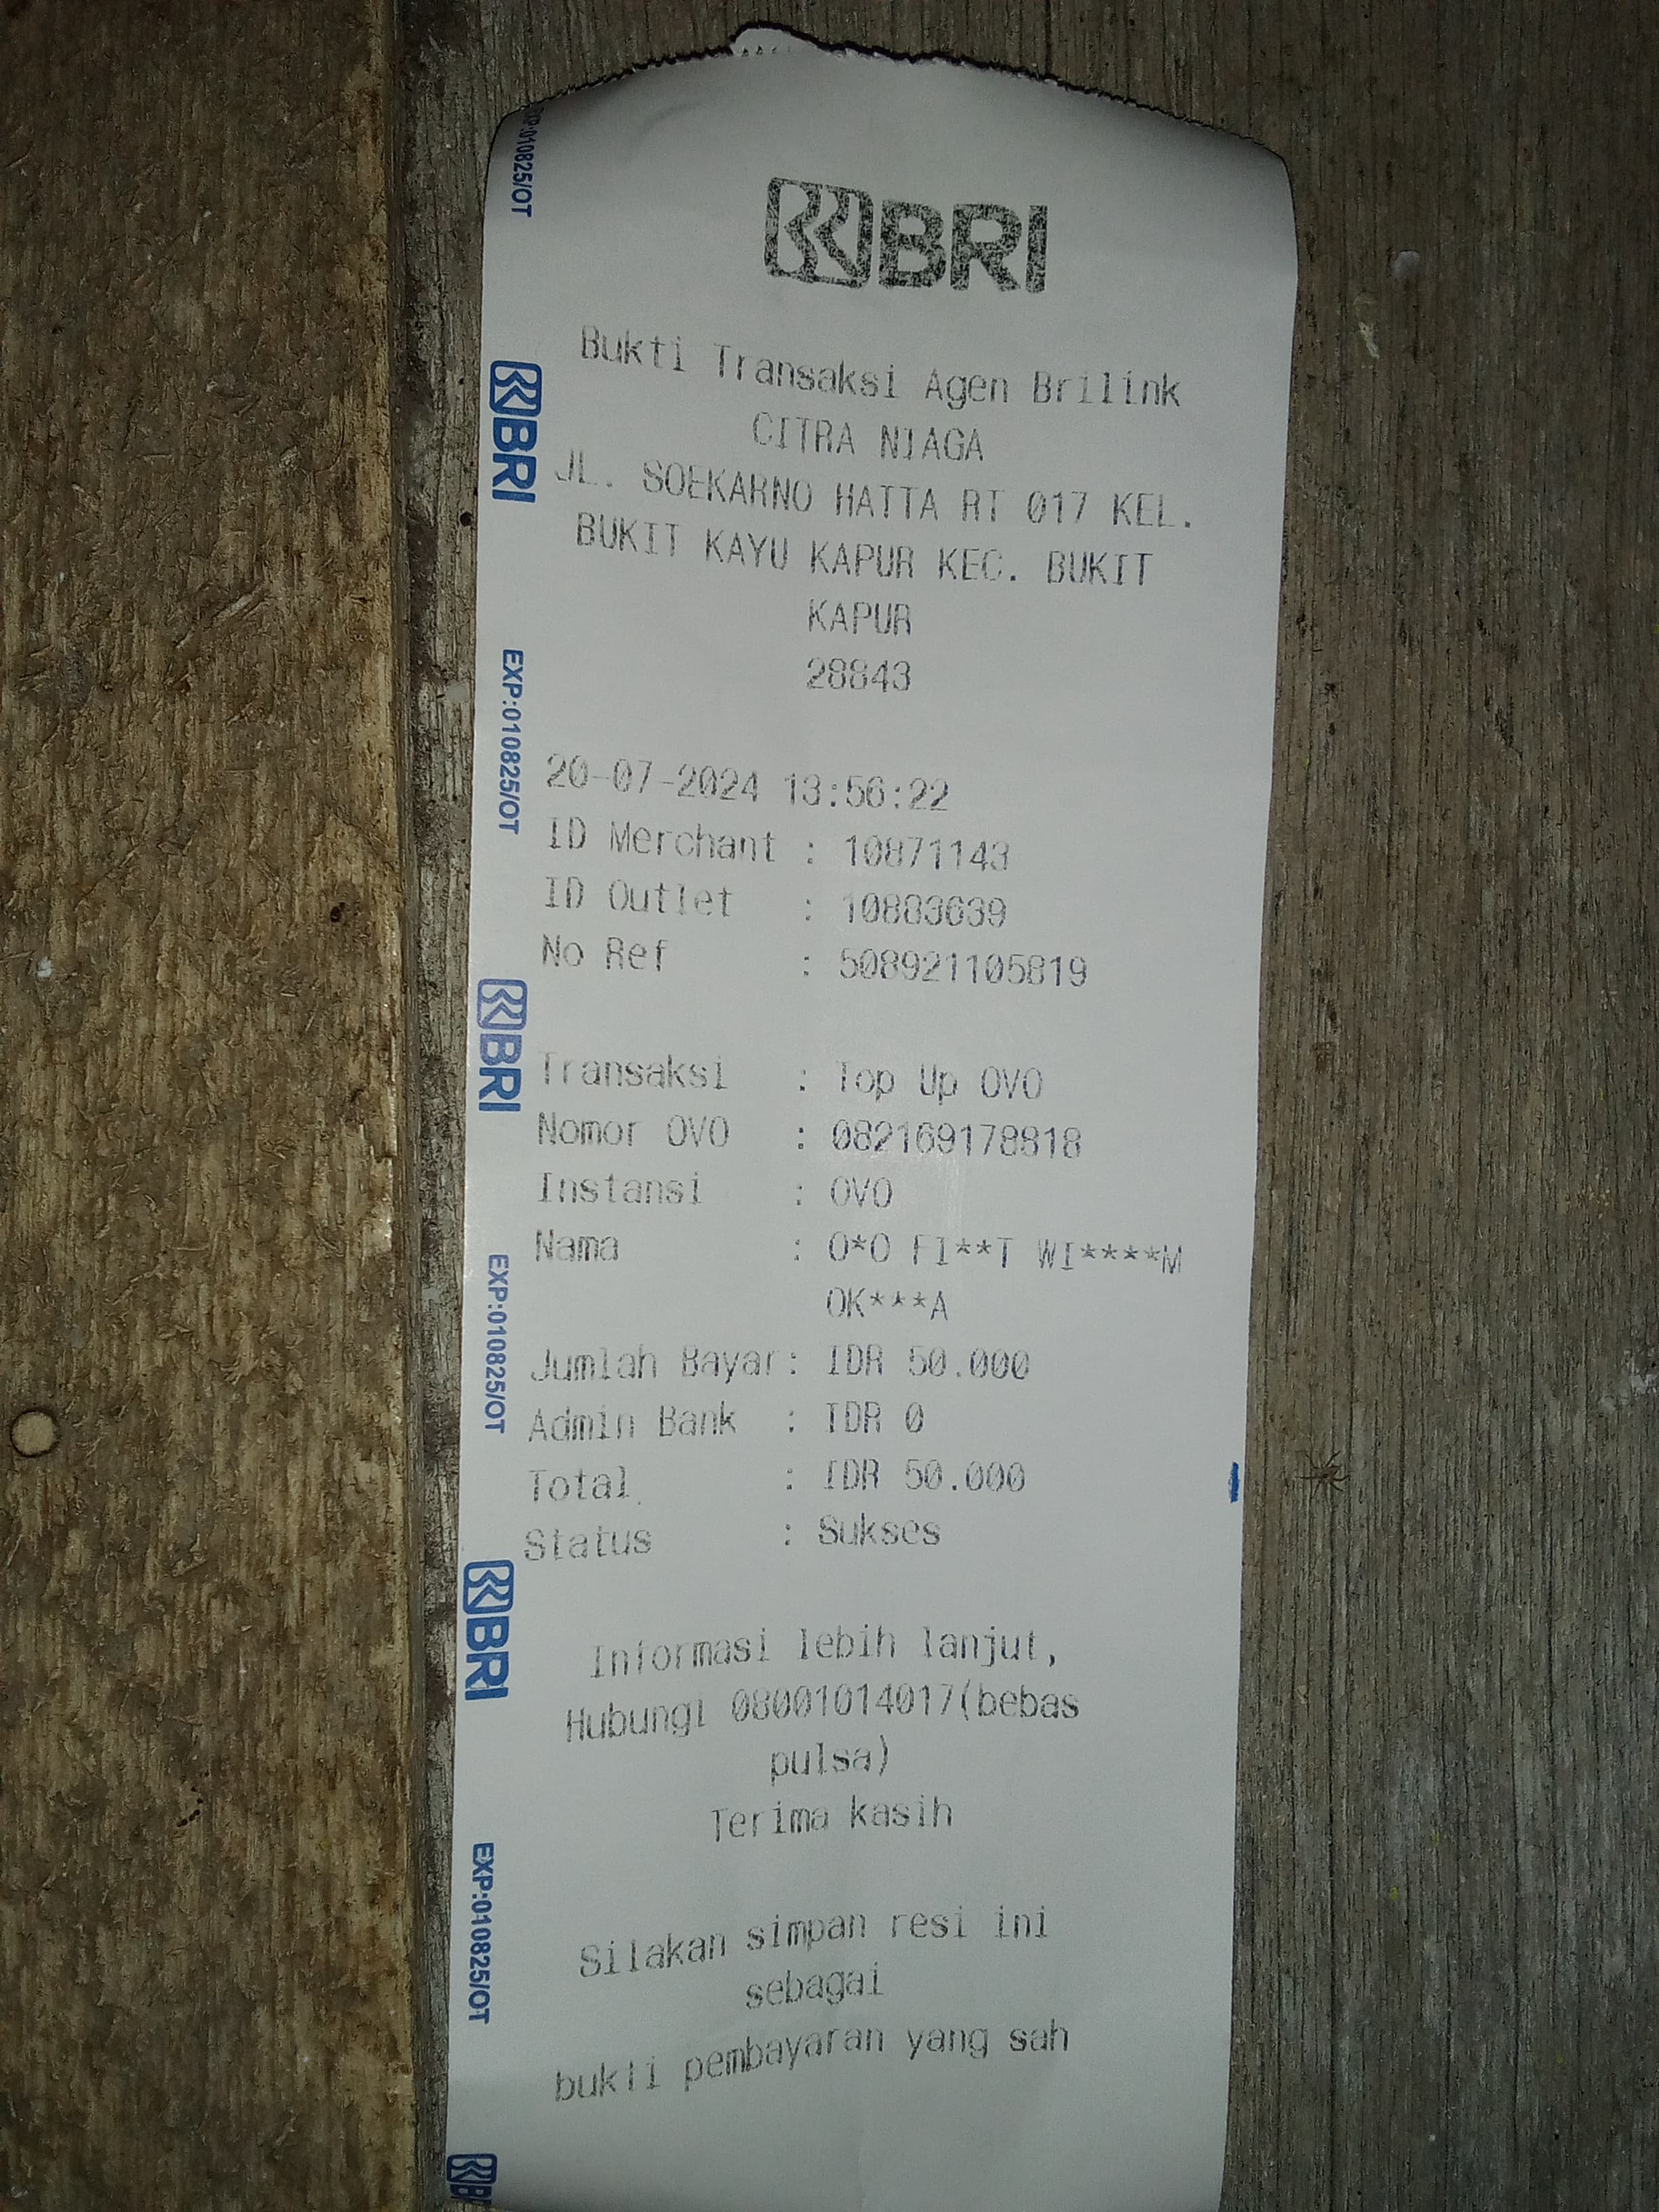 BRI
Bukti Transaksi Agen Brilink
CITRA NIAGA
JL. SOEKARNO HATTA RT 017 KEL.
BUKIT KAYU KAPUR KEC. BUKIT
KAPUR
28843
20-07-2024 13:56:22
ID Merchant : 10871143
ID Outlet : 10883639
No Ref : 508921105819
Transaksi : Top Up OVO
Nomor OVO : 082169178818
Instansi : OVO
Nama : O*O FI**T WI****M
OK***A
Jumlah Bayar: IDR 50.000
Admin Bank : IDR 0
Total : IDR 50.000
Status : Sukses
Informasi lebih lanjut,
Hubungi 08001014017(bebas
pulsa)
Terima kasih
Silakan simpan resi ini
sebagai
bukti pembayaran yang sah
EXP:010825/OT
BRI
EXP:010825/OT
BRI
EXP:010825/OT
BRI
EXP:010825/OT